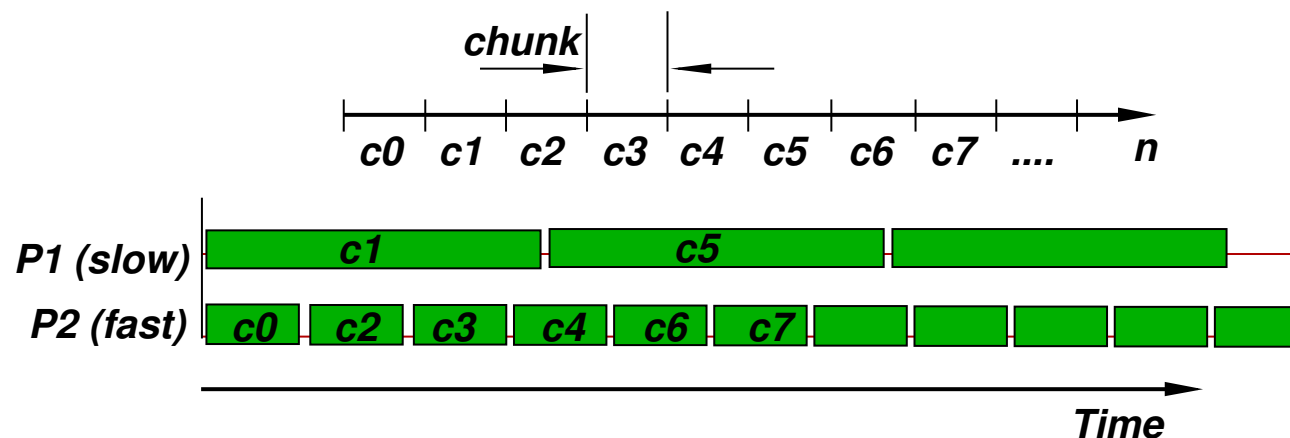 chunk
c0 c1 c2 c3 c4 c5 c6 c7 .... n
P1 (slow) c1 c5
P2 (fast) c0 c2 c3 c4 c6 c7
Time